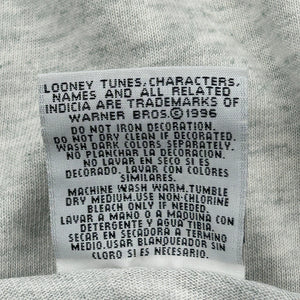 LOONEY TUNES, CHARACTERS,
NAMES AND ALL RELATED
INDICIA ARE TRADEMARKS OF
WARNER BROS.©1996
DO NOT IRON DECORATION.
DO NOT DRY CLEAN IF DECORATED.
WASH DARK COLORS SEPARATELY.
NO PLANCHAR LA DECORACION.
NO LAVAR EN SECO SI ES
DECORADO. LAVAR CON COLORES
SIMILARES.
MACHINE WASH WARM.TUMBLE
DRY MEDIUM.USE NON-CHLORINE
BLEACH ONLY IF NEEDED.
LAVAR A MANO O A MAQUINA CON
DETERGENTE Y AGUA TIBIA
SECAR EN SECADORA A TERMINO
MEDIO.USAR BLANQUEADOR SIN
CLORO SI ES NECESARIO.